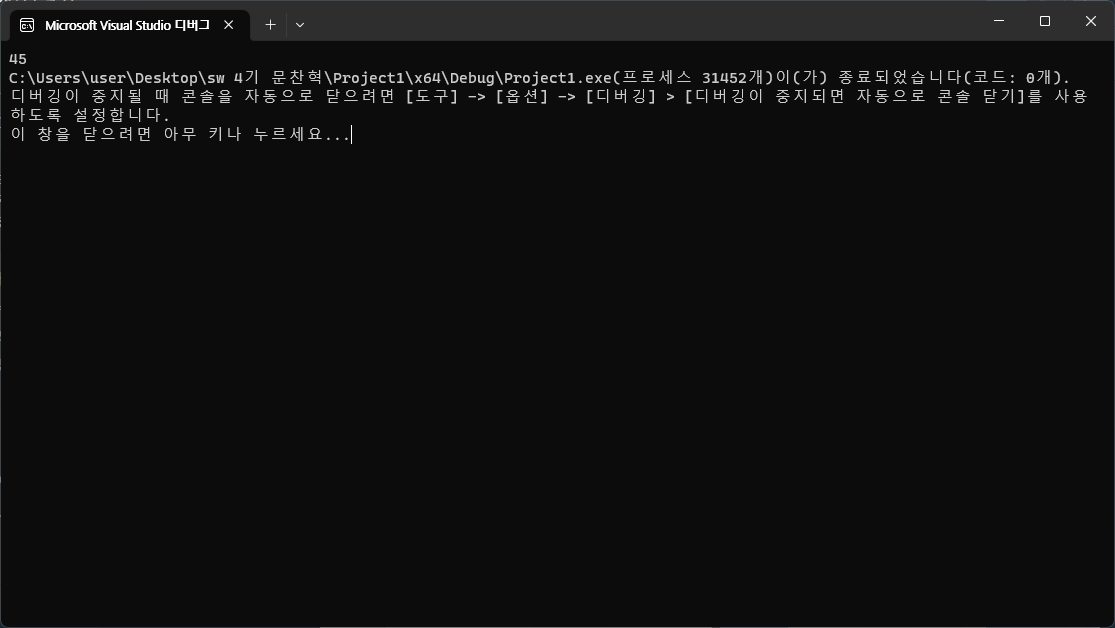 Microsoft Visual Studio 디버그
45
C:\Users\user\Desktop\sw 4기 문찬혁\Project1\x64\Debug\Project1.exe(프로세스 31452개)이(가) 종료되었습니다(코드: 0개).
디버깅이 중지될 때 콘솔을 자동으로 닫으려면 [도구] -> [옵션] -> [디버깅] > [디버깅이 중지되면 자동으로 콘솔 닫기]를 사용
하도록 설정합니다.
이 창을 닫으려면 아무 키나 누르세요...